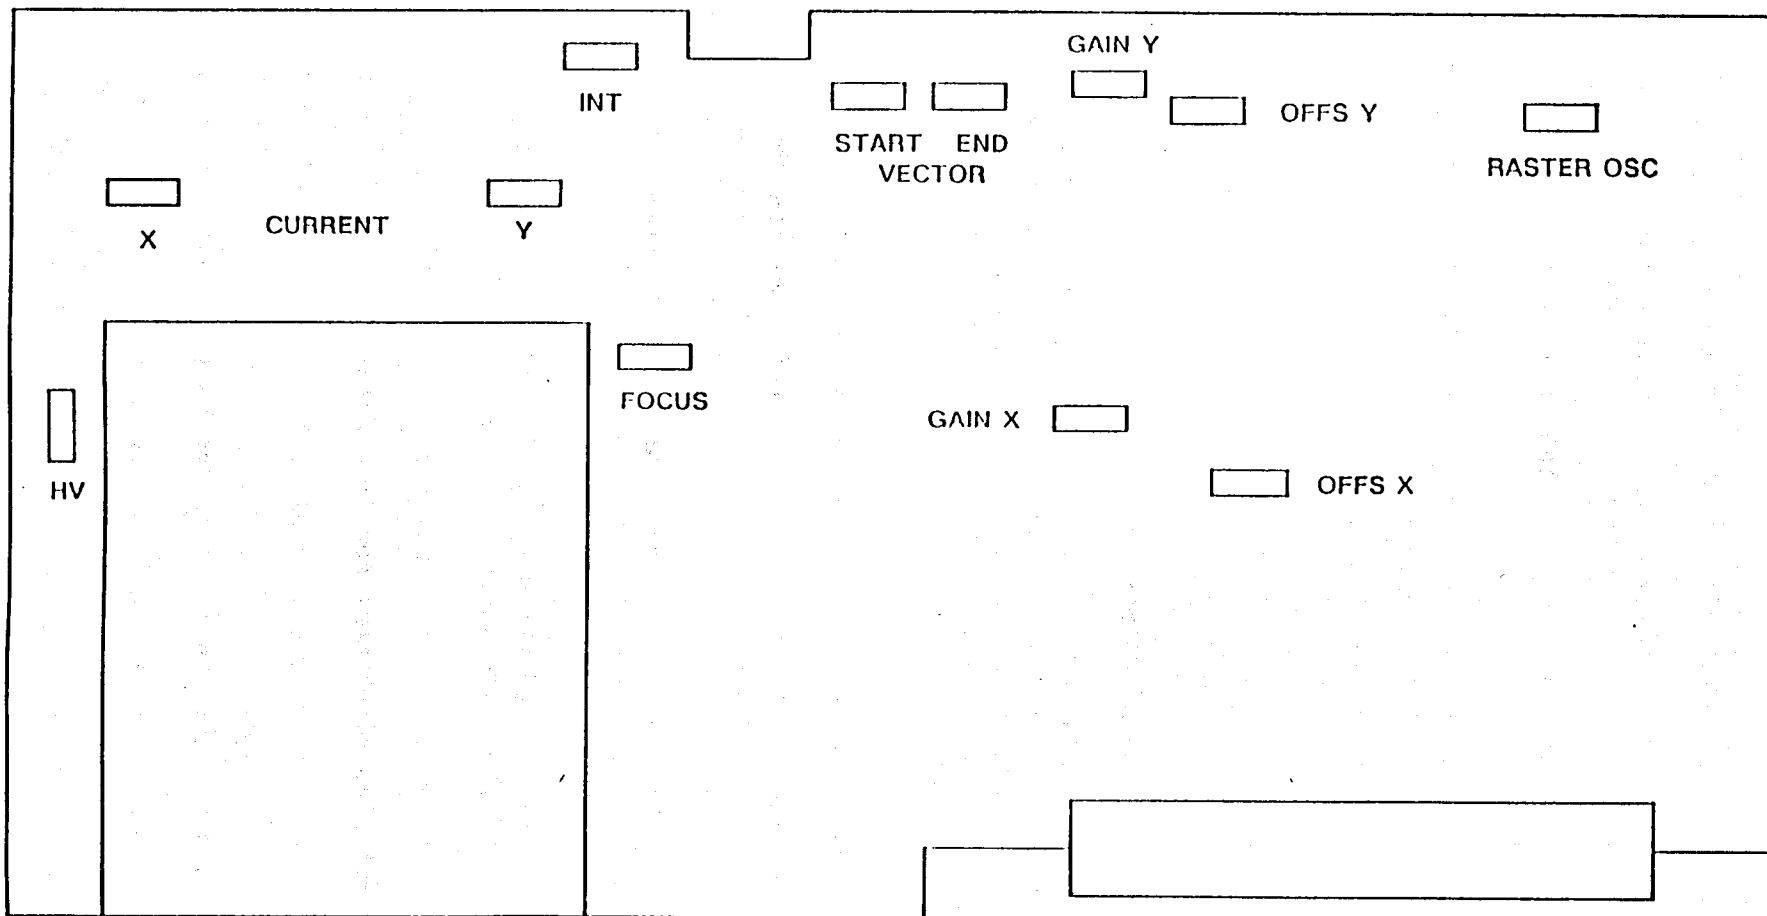 GAIN Y
INT
OFFS Y
START END
VECTOR
RASTER OSC
X CURRENT Y
FOCUS
GAIN X
HV
OFFS X